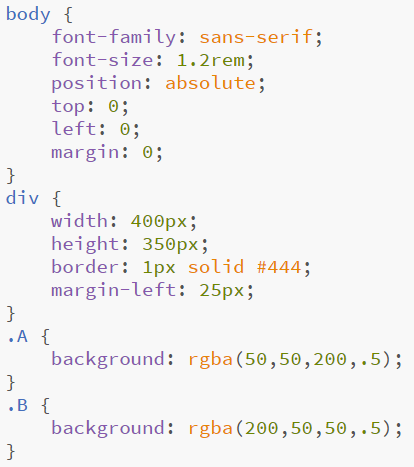 body {
    font-family: sans-serif;
    font-size: 1.2rem;
    position: absolute;
    top: 0;
    left: 0;
    margin: 0;
}
div {
    width: 400px;
    height: 350px;
    border: 1px solid #444;
    margin-left: 25px;
}
.A {
    background: rgba(50,50,200,.5);
}
.B {
    background: rgba(200,50,50,.5);
}